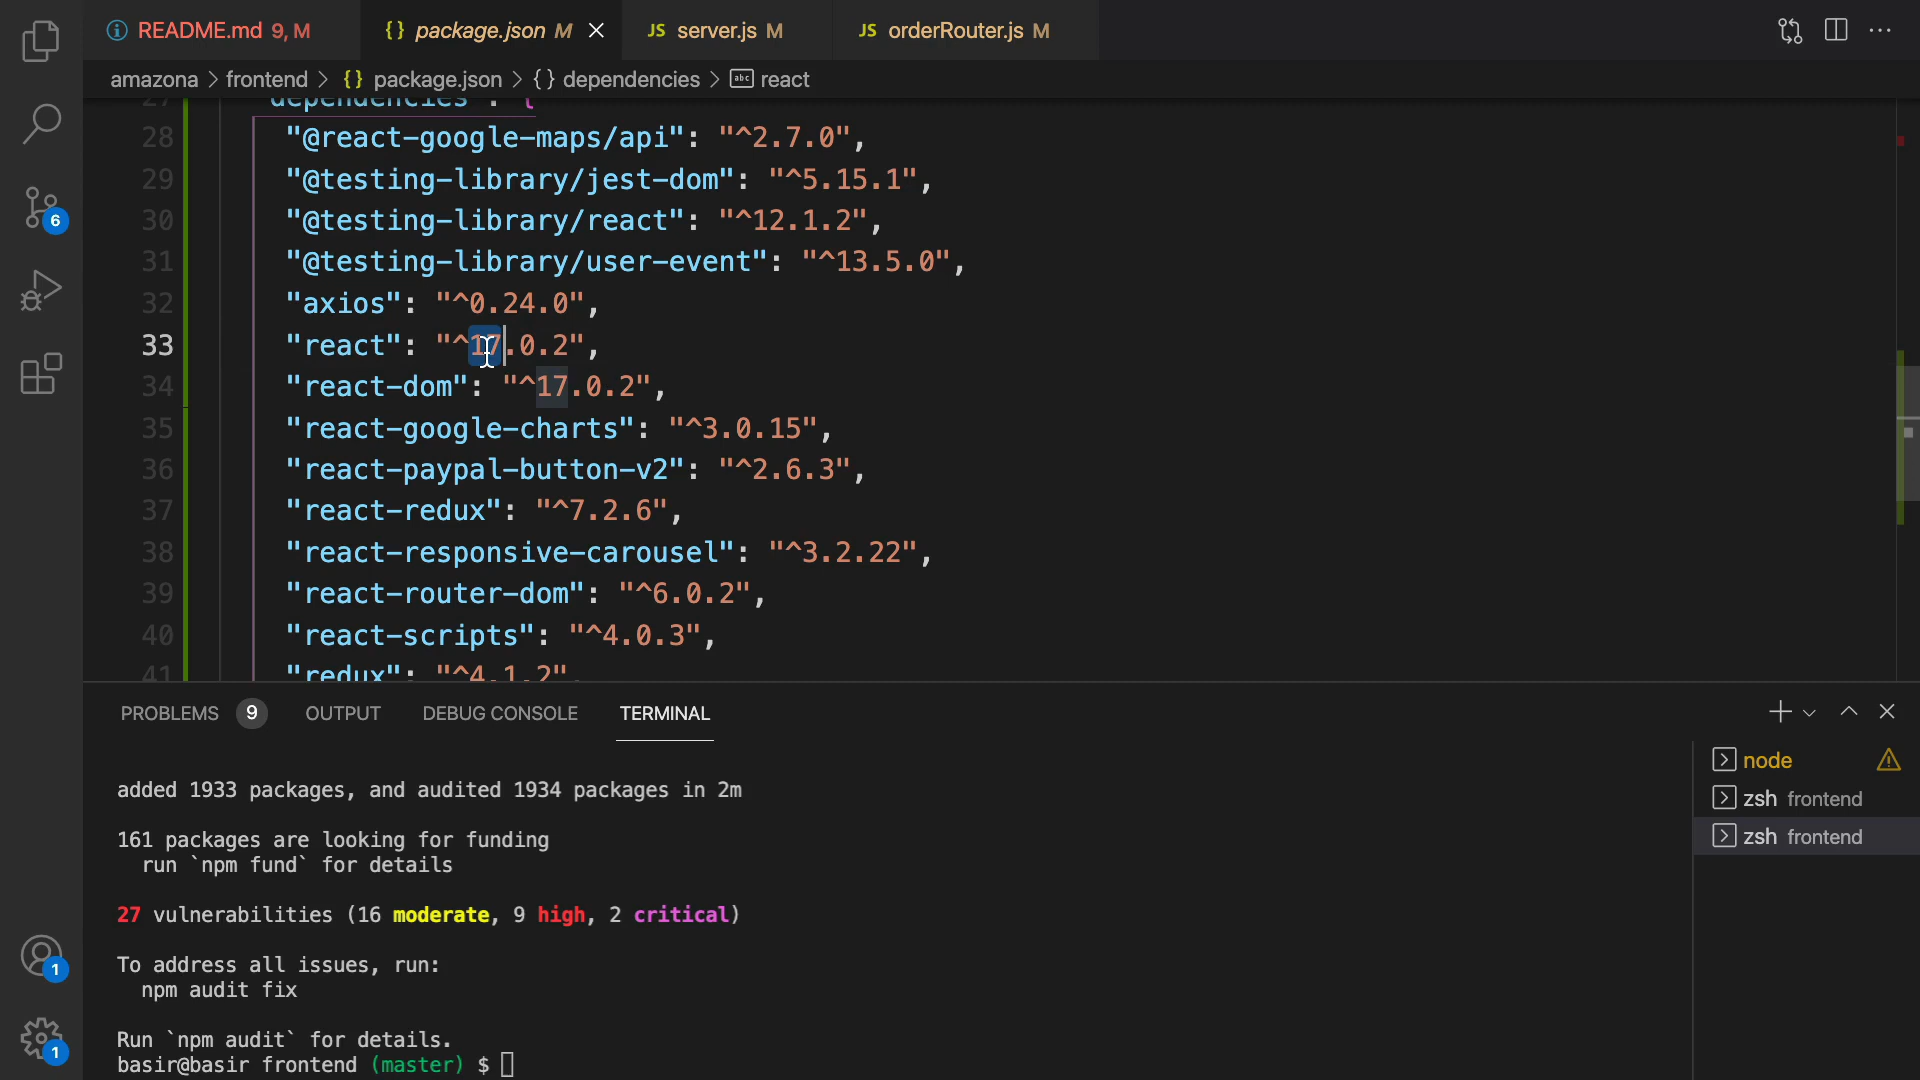 README.md 9, M
{} package.json M
JS server.js M
JS orderRouter.js M
amazona > frontend > {} package.json > {} dependencies > abc react
27 "dependencies": {
28 "@react-google-maps/api": "^2.7.0",
29 "@testing-library/jest-dom": "^5.15.1",
30 "@testing-library/react": "^12.1.2",
31 "@testing-library/user-event": "^13.5.0",
32 "axios": "^0.24.0",
33 "react": "^17.0.2",
34 "react-dom": "^17.0.2",
35 "react-google-charts": "^3.0.15",
36 "react-paypal-button-v2": "^2.6.3",
37 "react-redux": "^7.2.6",
38 "react-responsive-carousel": "^3.2.22",
39 "react-router-dom": "^6.0.2",
40 "react-scripts": "^4.0.3",
41 "redux": "^4.1.2",
6
1
1
PROBLEMS 9 OUTPUT DEBUG CONSOLE TERMINAL
added 1933 packages, and audited 1934 packages in 2m
161 packages are looking for funding
run `npm fund` for details
27 vulnerabilities (16 moderate, 9 high, 2 critical)
To address all issues, run:
npm audit fix
Run `npm audit` for details.
basir@basir frontend (master) $
node
zsh frontend
zsh frontend